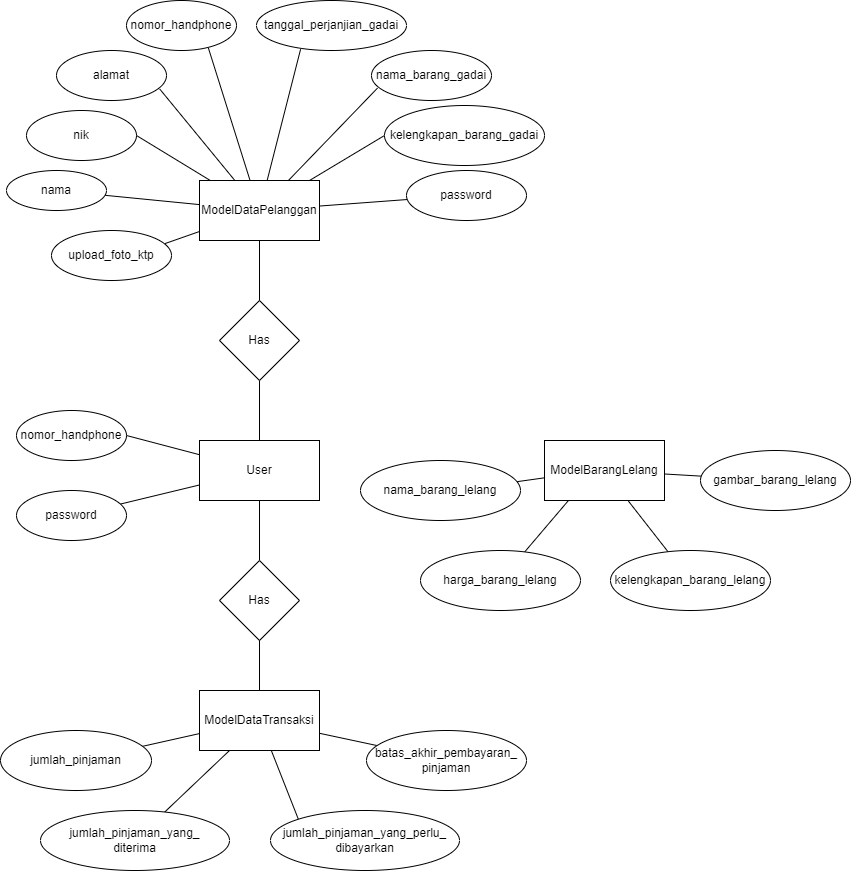 nomor_handphone
tanggal_perjanjian_gadai
alamat
nama_barang_gadai
nik
kelengkapan_barang_gadai
nama
ModelDataPelanggan
password
upload_foto_ktp
Has
nomor_handphone
User
ModelBarangLelang
nama_barang_lelang
gambar_barang_lelang
password
harga_barang_lelang
kelengkapan_barang_lelang
Has
ModelDataTransaksi
jumlah_pinjaman
batas_akhir_pembayaran_
pinjaman
jumlah_pinjaman_yang_
diterima
jumlah_pinjaman_yang_perlu_
dibayarkan